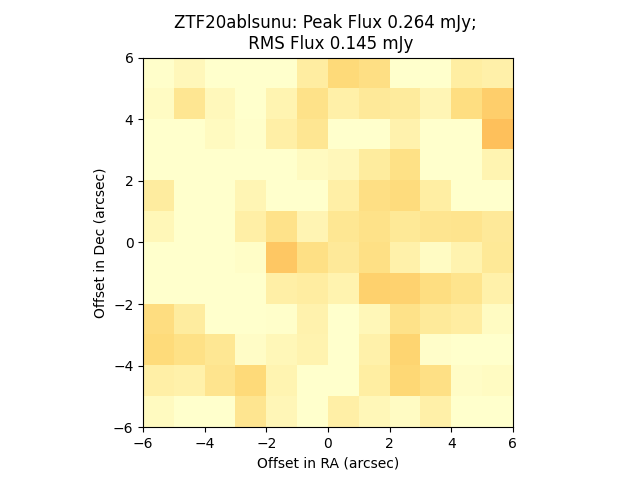 ZTF20ablsunu: Peak Flux 0.264 mJy;
RMS Flux 0.145 mJy
6
4
2
0
−2
−4
−6
Offset in Dec (arcsec)
−6 −4 −2 0 2 4 6
Offset in RA (arcsec)